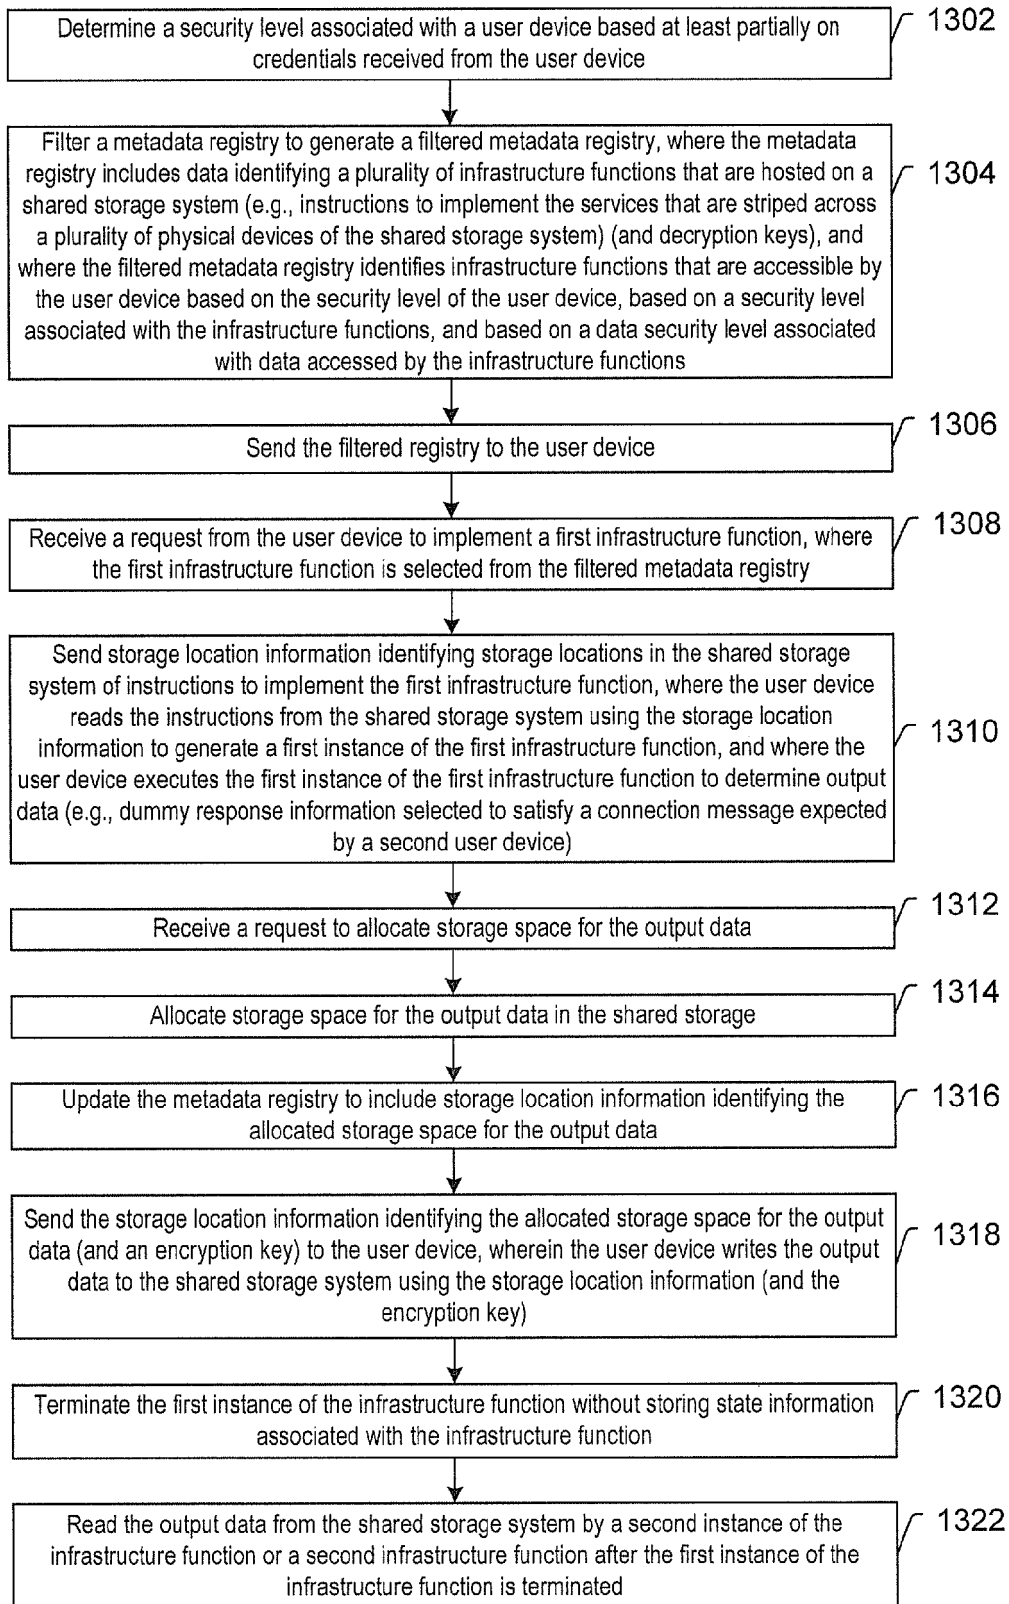 Determine a security level associated with a user device based at least partially on
credentials received from the user device
1302
Filter a metadata registry to generate a filtered metadata registry, where the metadata
registry includes data identifying a plurality of infrastructure functions that are hosted on a
shared storage system (e.g., instructions to implement the services that are striped across
a plurality of physical devices of the shared storage system) (and decryption keys), and
where the filtered metadata registry identifies infrastructure functions that are accessible by
the user device based on the security level of the user device, based on a security level
associated with the infrastructure functions, and based on a data security level associated
with data accessed by the infrastructure functions
1304
Send the filtered registry to the user device
1306
Receive a request from the user device to implement a first infrastructure function, where
the first infrastructure function is selected from the filtered metadata registry
1308
Send storage location information identifying storage locations in the shared storage
system of instructions to implement the first infrastructure function, where the user device
reads the instructions from the shared storage system using the storage location
information to generate a first instance of the first infrastructure function, and where the
user device executes the first instance of the first infrastructure function to determine output
data (e.g., dummy response information selected to satisfy a connection message expected
by a second user device)
1310
Receive a request to allocate storage space for the output data
1312
Allocate storage space for the output data in the shared storage
1314
Update the metadata registry to include storage location information identifying the
allocated storage space for the output data
1316
Send the storage location information identifying the allocated storage space for the output
data (and an encryption key) to the user device, wherein the user device writes the output
data to the shared storage system using the storage location information (and the
encryption key)
1318
Terminate the first instance of the infrastructure function without storing state information
associated with the infrastructure function
1320
Read the output data from the shared storage system by a second instance of the
infrastructure function or a second infrastructure function after the first instance of the
infrastructure function is terminated
1322